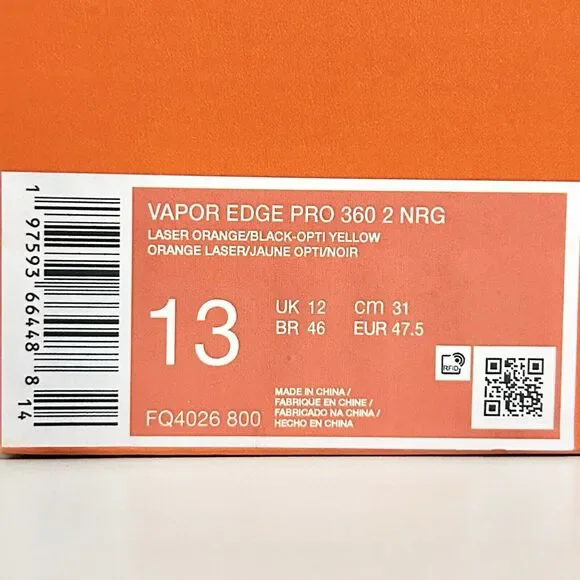 VAPOR EDGE PRO 360 2 NRG
LASER ORANGE/BLACK-OPTI YELLOW
ORANGE LASER/JAUNE OPTI/NOIR
13
UK 12 cm 31
BR 46 EUR 47.5
RFID
MADE IN CHINA /
FABRIQUE EN CHINE /
FABRICADO NA CHINA /
HECHO EN CHINA
FQ4026 800
1 97593 66448 8 14